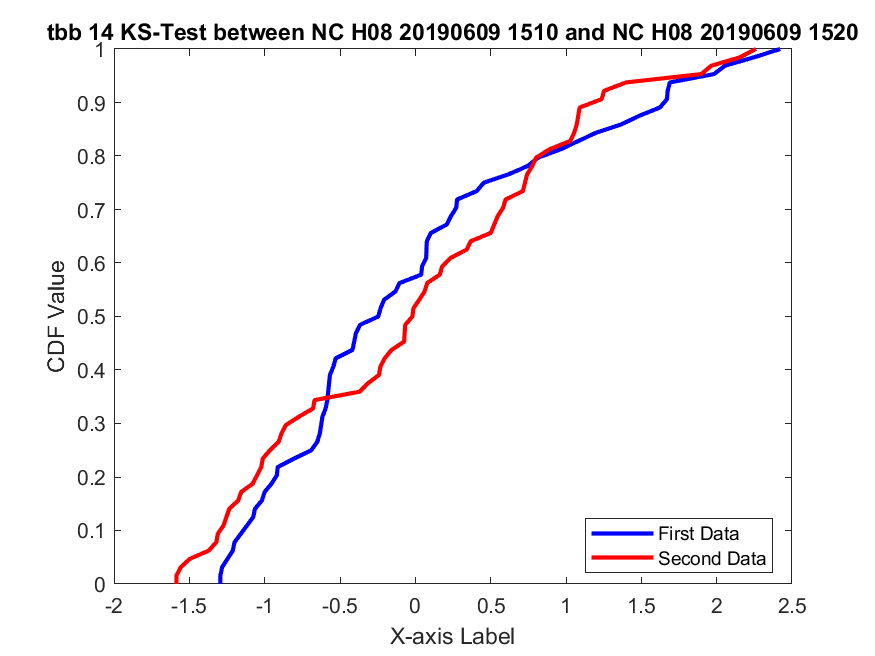 tbb 14 KS-Test between NC H08 20190609 1510 and NC H08 20190609 1520
1
0.9
0.8
0.7
0.6
0.5
0.4
0.3
0.2
0.1
0
CDF Value
First Data
Second Data
-2 -1.5 -1 -0.5 0 0.5 1 1.5 2 2.5
X-axis Label